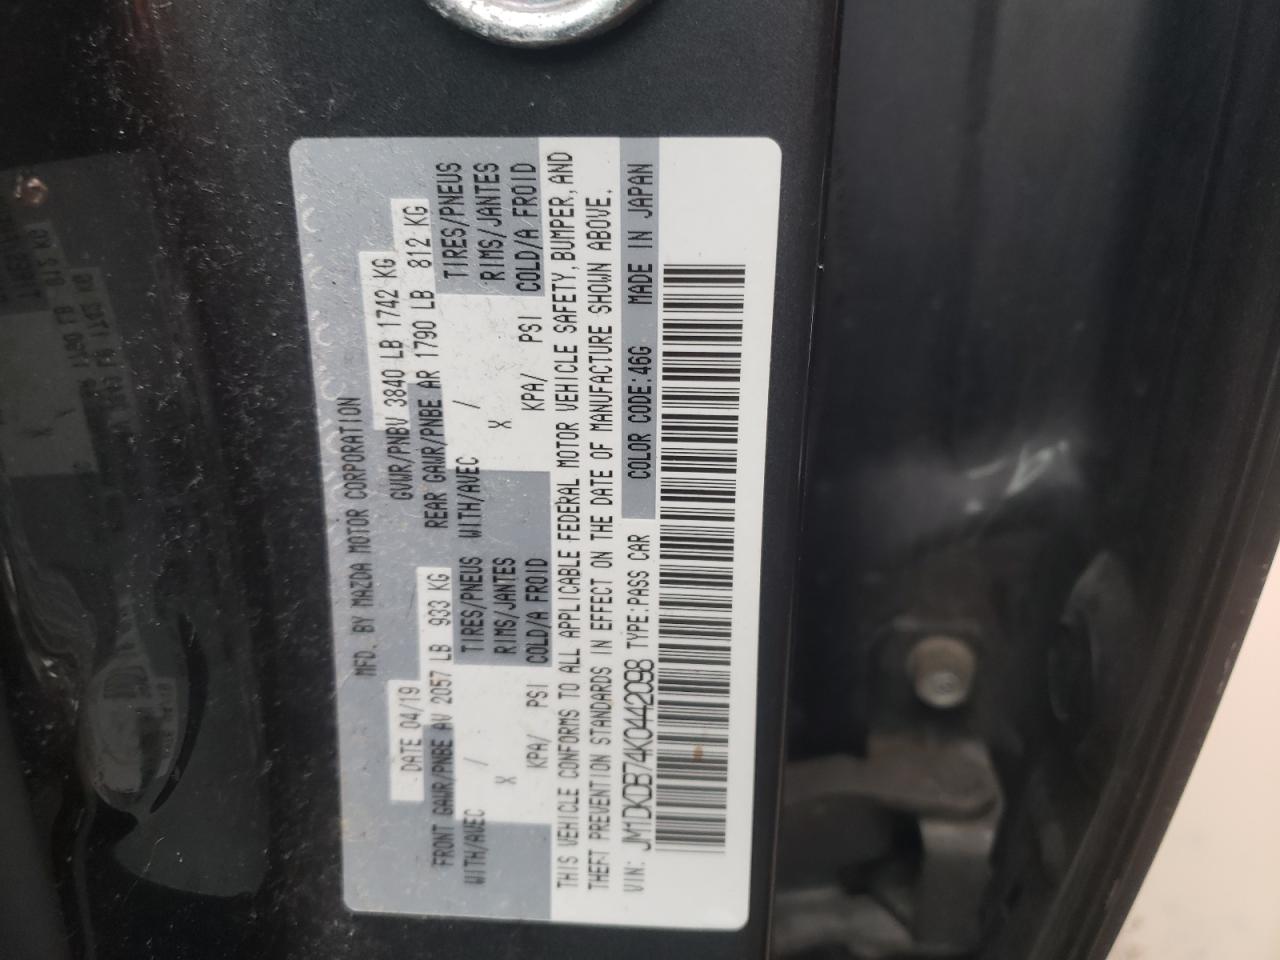 MFD. BY MAZDA MOTOR CORPORATION
DATE 04/19 GVWR/PNBV 3840 LB 1742 KG
FRONT GAWR/PNBE AV 2057 LB 933 KG REAR GAWR/PNBE AR 1790 LB 812 KG
WITH/AVEC / TIRES/PNEUS WITH/AVEC / TIRES/PNEUS
X RIMS/JANTES X RIMS/JANTES
KPA/ PSI COLD/A FROID KPA/ PSI COLD/A FROID
THIS VEHICLE CONFORMS TO ALL APPLICABLE FEDERAL MOTOR VEHICLE SAFETY, BUMPER, AND
THEFT PREVENTION STANDARDS IN EFFECT ON THE DATE OF MANUFACTURE SHOWN ABOVE.
VIN: JM1DKDB74K0442098 TYPE:PASS CAR COLOR CODE:46G MADE IN JAPAN